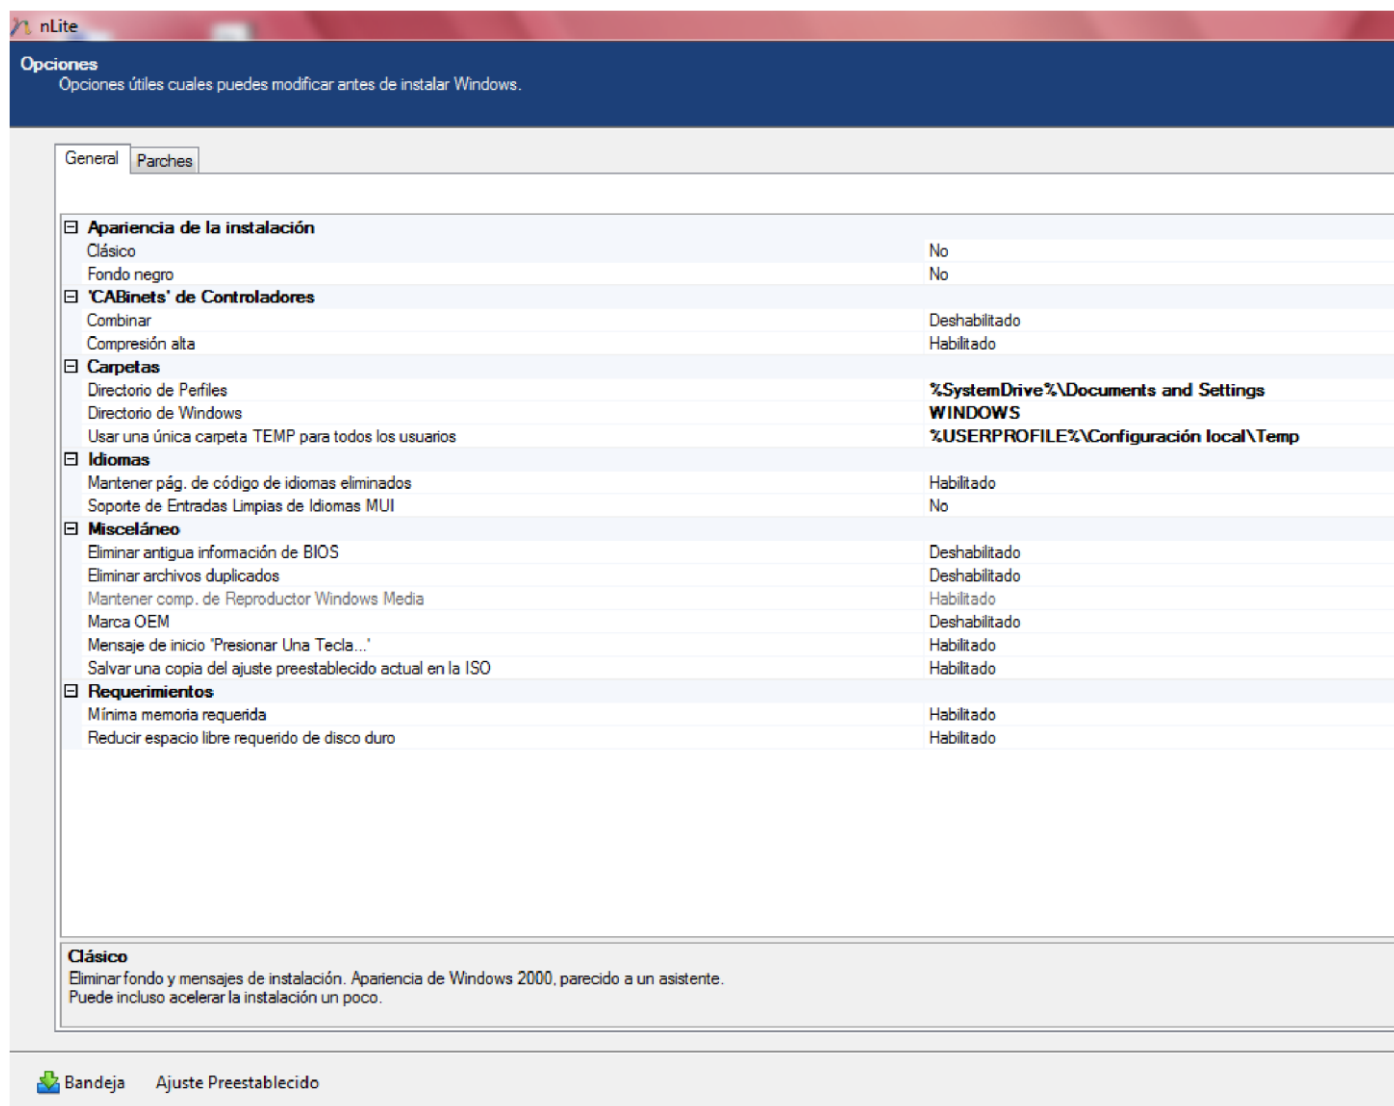 nLite
Opciones
Opciones útiles cuales puedes modificar antes de instalar Windows.
General Parches
Apariencia de la instalación
Clásico No
Fondo negro No
'CABinets' de Controladores
Combinar Deshabilitado
Compresión alta Habilitado
Carpetas
Directorio de Perfiles %SystemDrive%\Documents and Settings
Directorio de Windows WINDOWS
Usar una única carpeta TEMP para todos los usuarios %USERPROFILE%\Configuración local\Temp
Idiomas
Mantener pág. de código de idiomas eliminados Habilitado
Soporte de Entradas Limpias de Idiomas MUI No
Misceláneo
Eliminar antigua información de BIOS Deshabilitado
Eliminar archivos duplicados Deshabilitado
Mantener comp. de Reproductor Windows Media Habilitado
Marca OEM Deshabilitado
Mensaje de inicio 'Presionar Una Tecla...' Habilitado
Salvar una copia del ajuste preestablecido actual en la ISO Habilitado
Requerimientos
Mínima memoria requerida Habilitado
Reducir espacio libre requerido de disco duro Habilitado
Clásico
Eliminar fondo y mensajes de instalación. Apariencia de Windows 2000, parecido a un asistente.
Puede incluso acelerar la instalación un poco.
Bandeja Ajuste Preestablecido